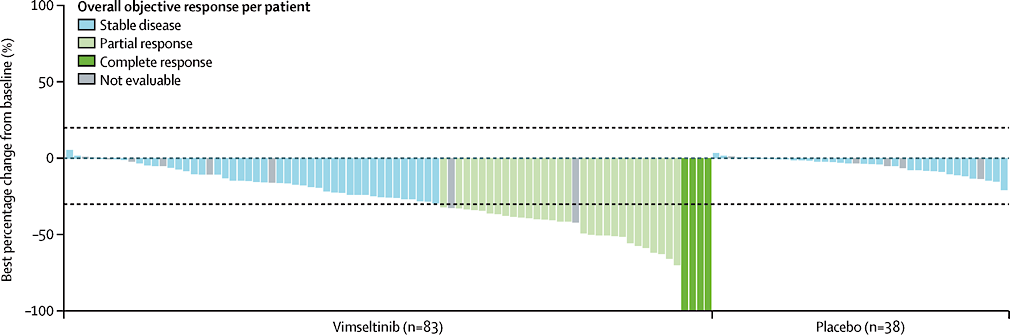 Overall objective response per patient
Stable disease
Partial response
Complete response
Not evaluable
Best percentage change from baseline (%)
100
50
0
–50
–100
Vimseltinib (n=83)
Placebo (n=38)